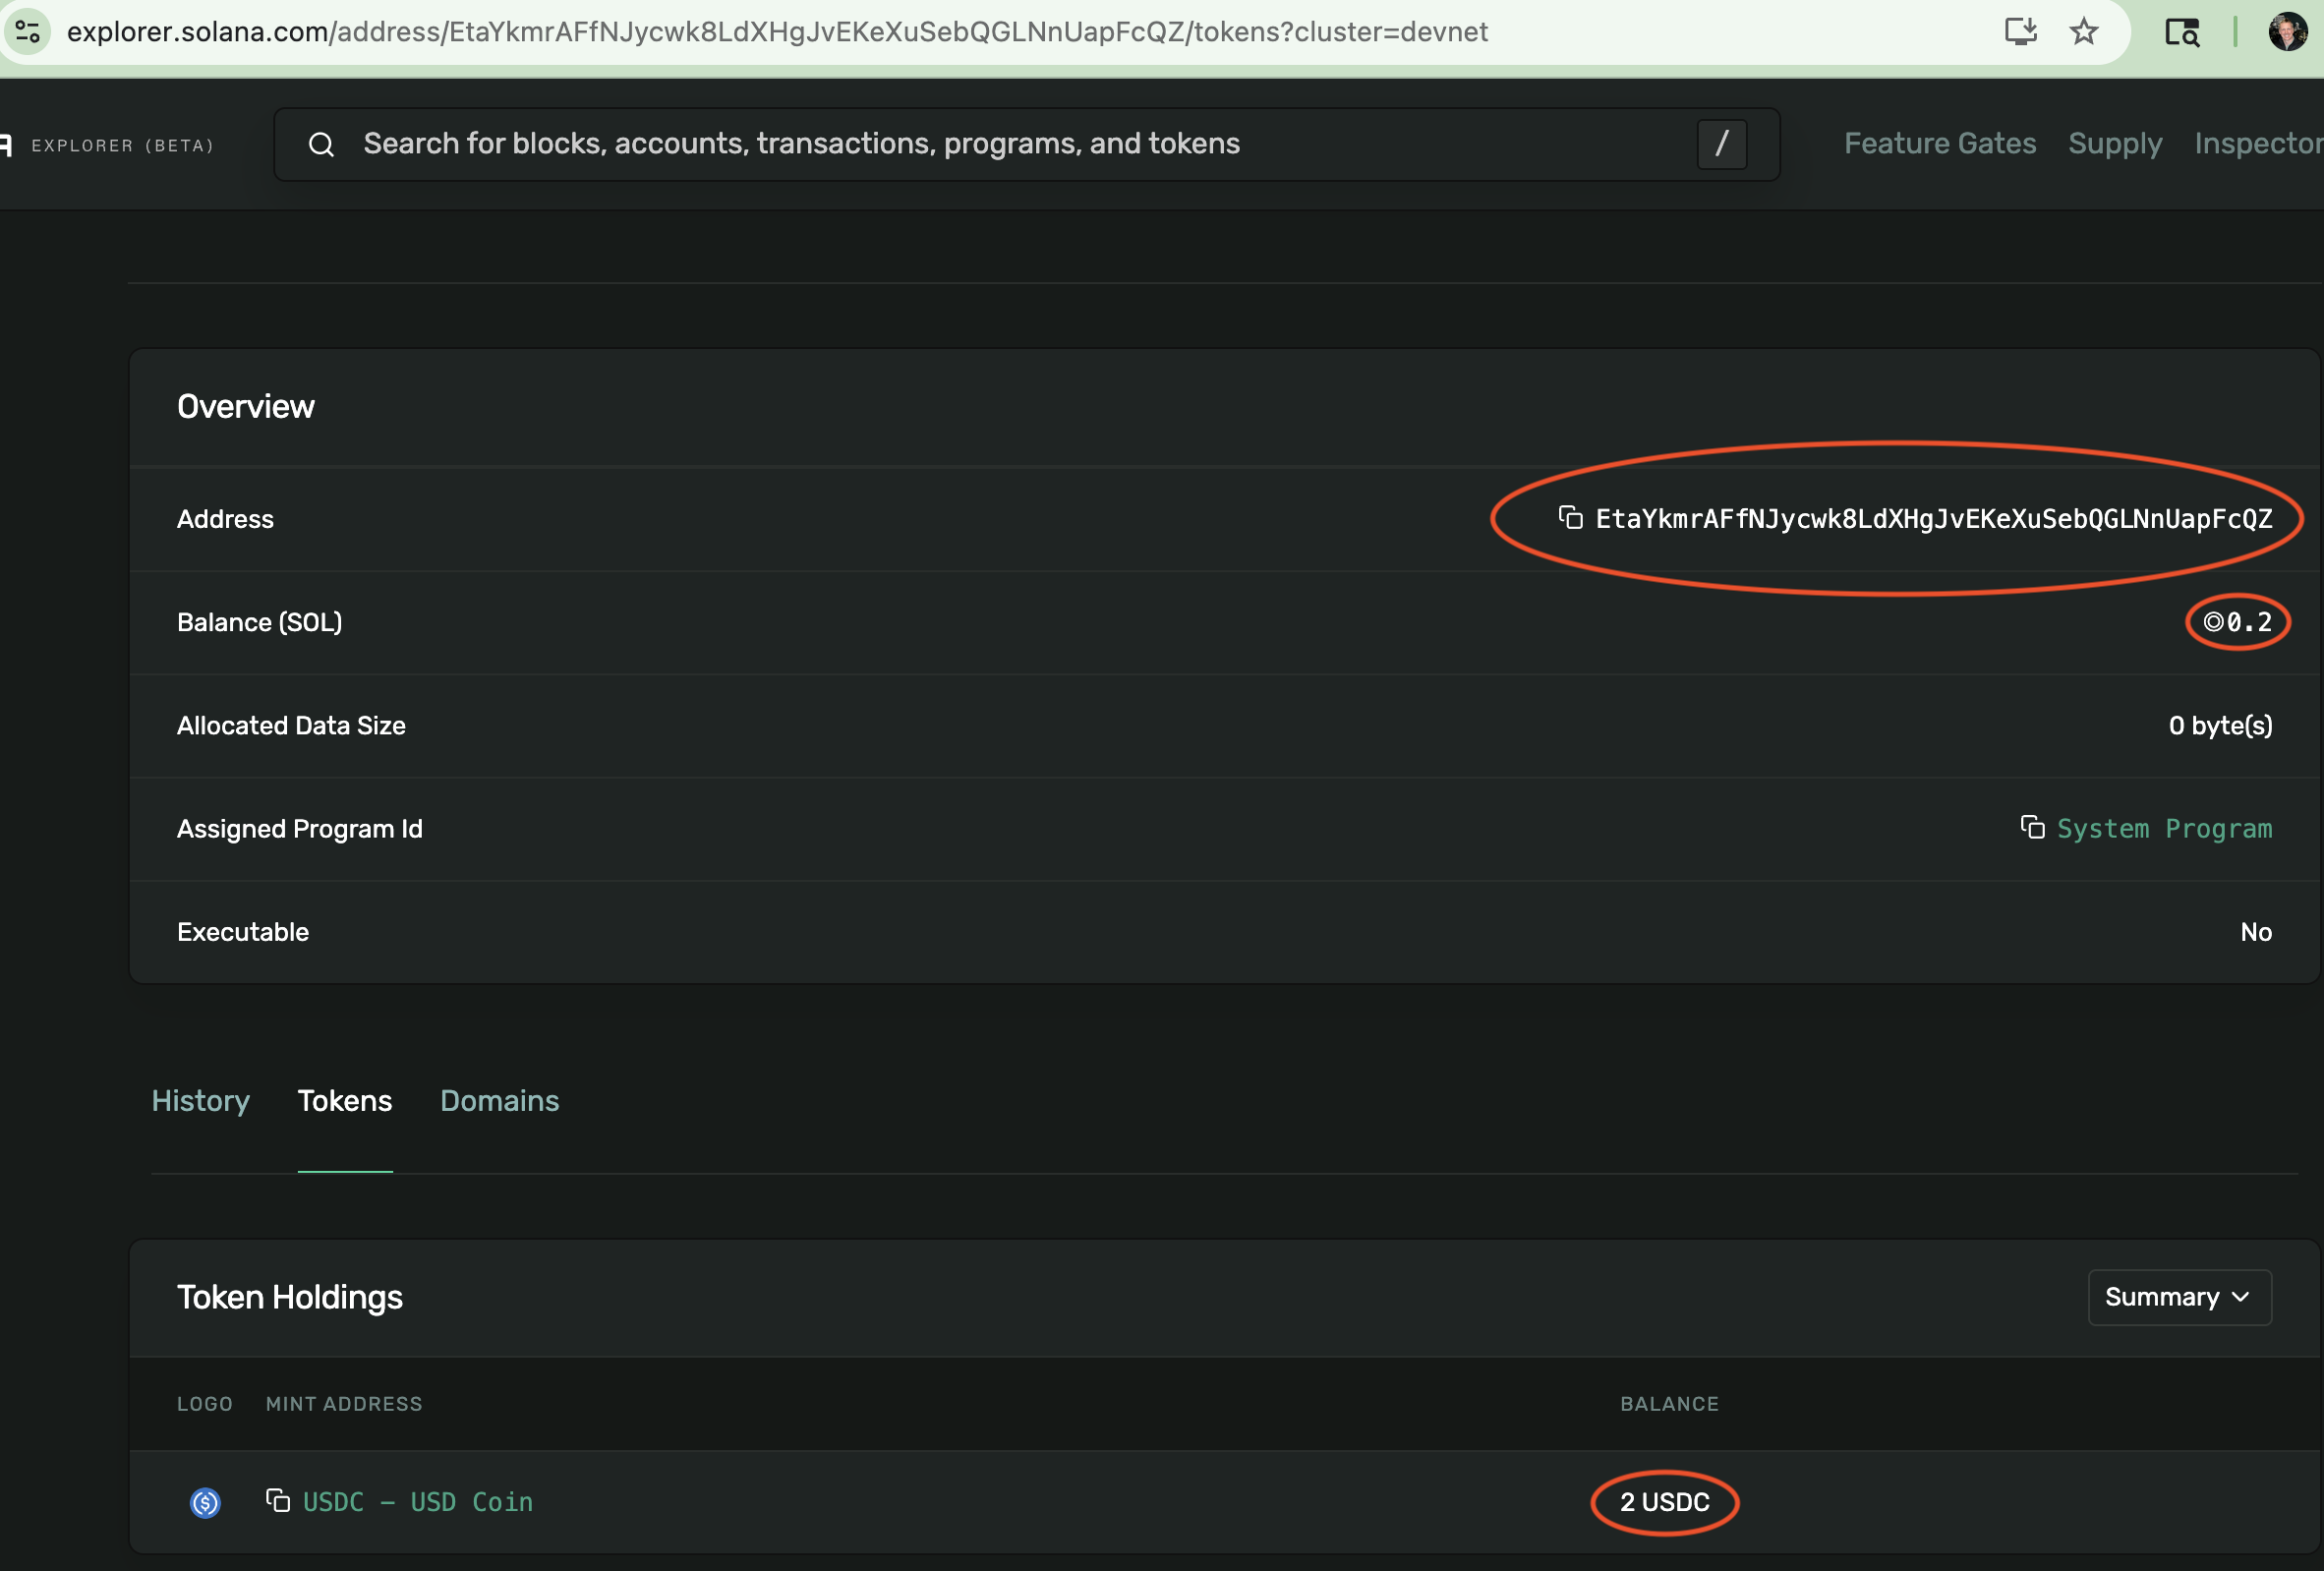 explorer.solana.com/address/EtaYkmrAFfNJycwk8LdXHgJvEKeXuSebQGLNnUapFcQZ/tokens?cluster=devnet
A EXPLORER (BETA)
Search for blocks, accounts, transactions, programs, and tokens
/
Feature Gates
Supply
Inspector
Overview
Address
EtaYkmrAFfNJycwk8LdXHgJvEKeXuSebQGLNnUapFcQZ
Balance (SOL)
◎0.2
Allocated Data Size
0 byte(s)
Assigned Program Id
System Program
Executable
No
History
Tokens
Domains
Token Holdings
Summary
LOGO
MINT ADDRESS
BALANCE
USDC – USD Coin
2 USDC